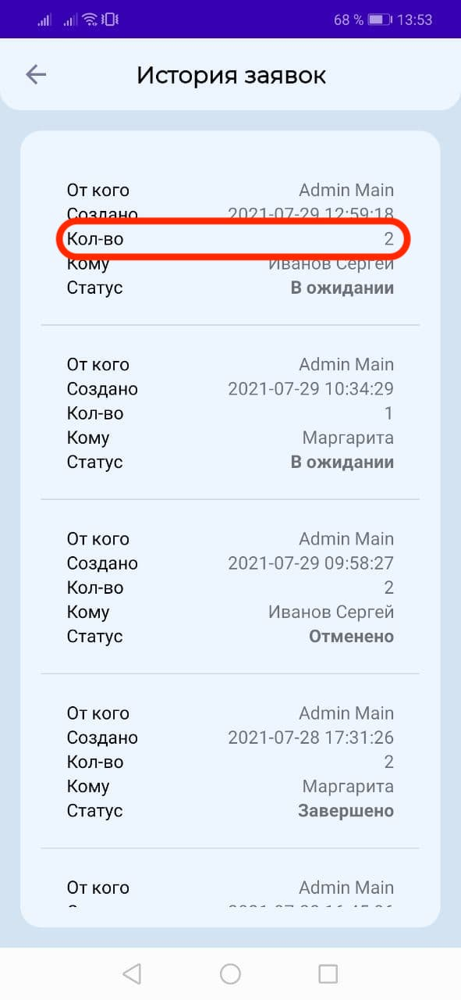 68 % 13:53
История заявок
От кого Admin Main
Создано 2021-07-29 12:59:18
Кол-во 2
Кому Иванов Сергей
Статус В ожидании
От кого Admin Main
Создано 2021-07-29 10:34:29
Кол-во 1
Кому Маргарита
Статус В ожидании
От кого Admin Main
Создано 2021-07-29 09:58:27
Кол-во 2
Кому Иванов Сергей
Статус Отменено
От кого Admin Main
Создано 2021-07-28 17:31:26
Кол-во 2
Кому Маргарита
Статус Завершено
От кого Admin Main